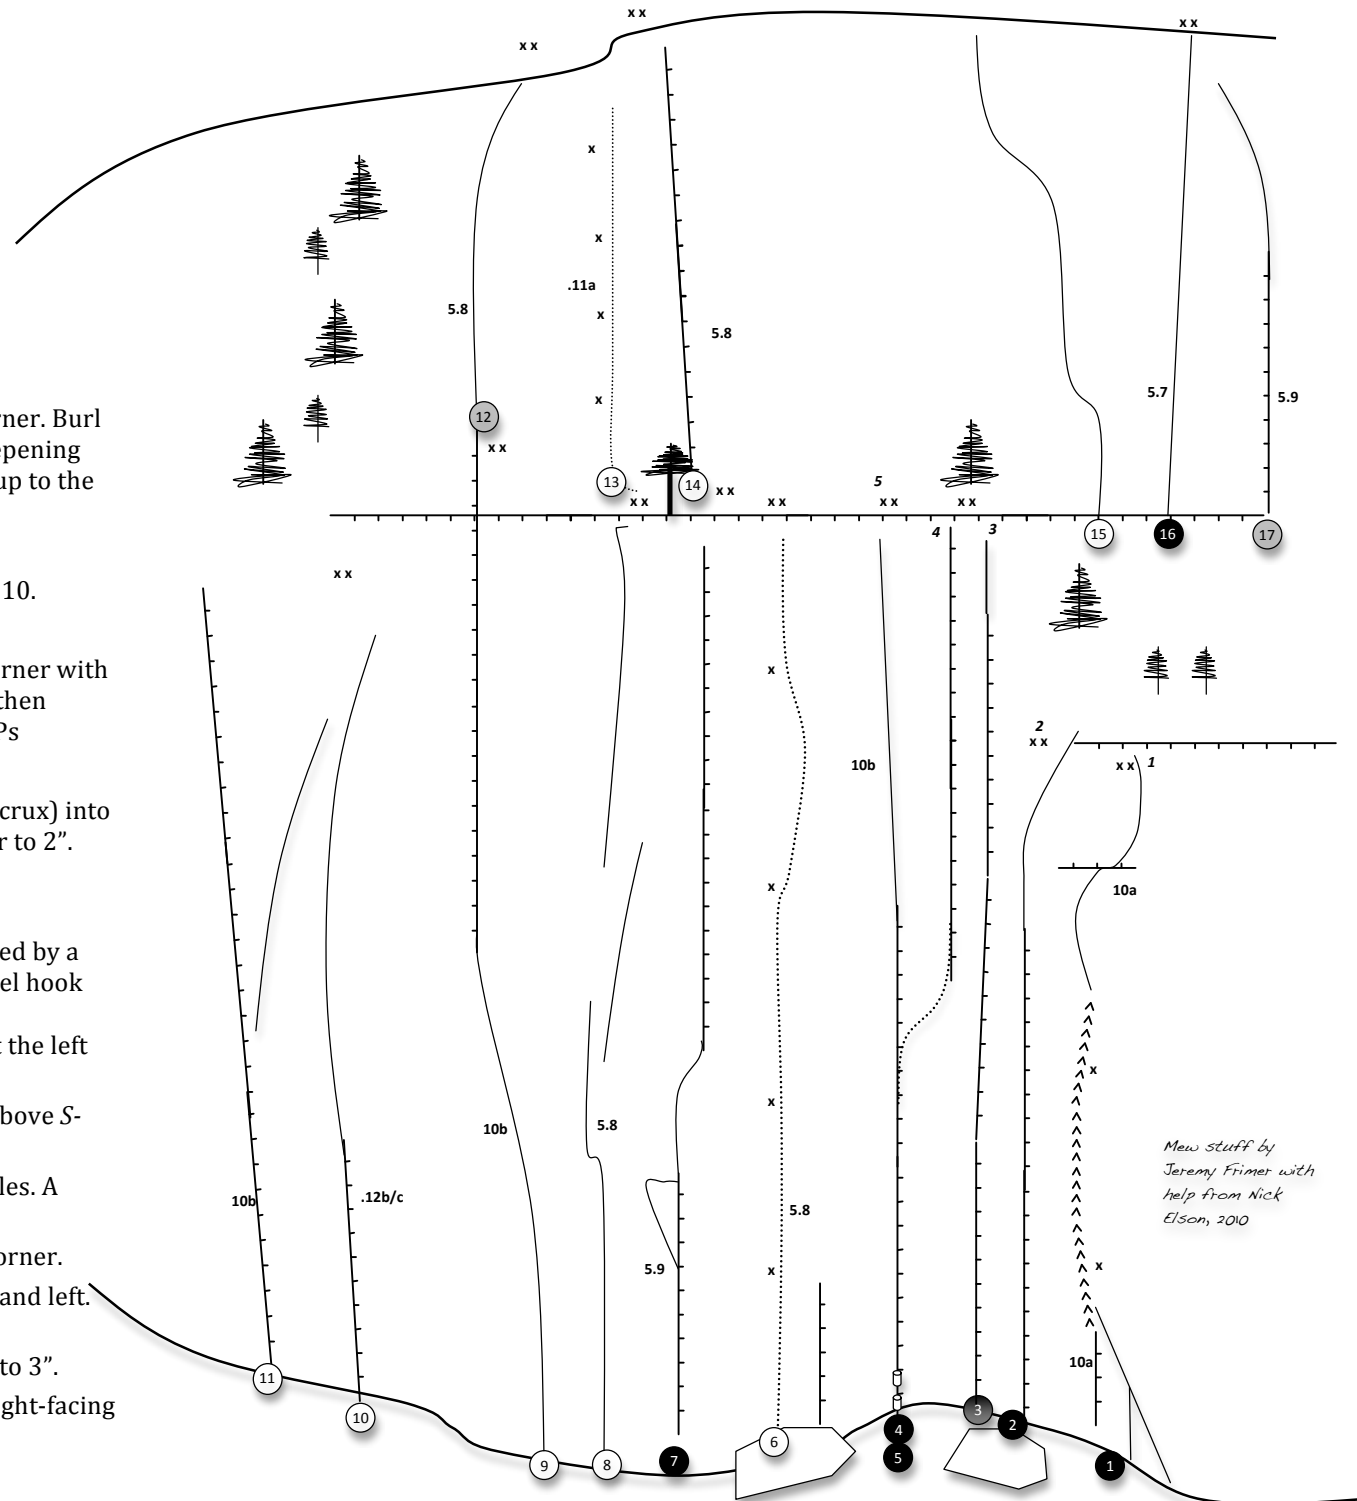 x x
x x
x x
x
x
.11a
5.8
x
5.8
x
5.7
5.9
rner. Burl
12
epening
x x
up to the
13
14
x x
x x
5
x x
x x
x x
4
3
15
16
17
x x
10.
orner with
x
then
Ps
2
x x
10b
x x
1
crux) into
r to 2”.
x
10a
ed by a
el hook
t the left
x
x
bove S-
10b
5.8
Mew stuff by
Jeremy Frimer with
help from Nick
Elson, 2010
les. A
10b
.12b/c
5.8
orner.
5.9
x
x
and left.
to 3”.
10a
11
ght-facing
10
3
2
4
6
5
9
8
7
1